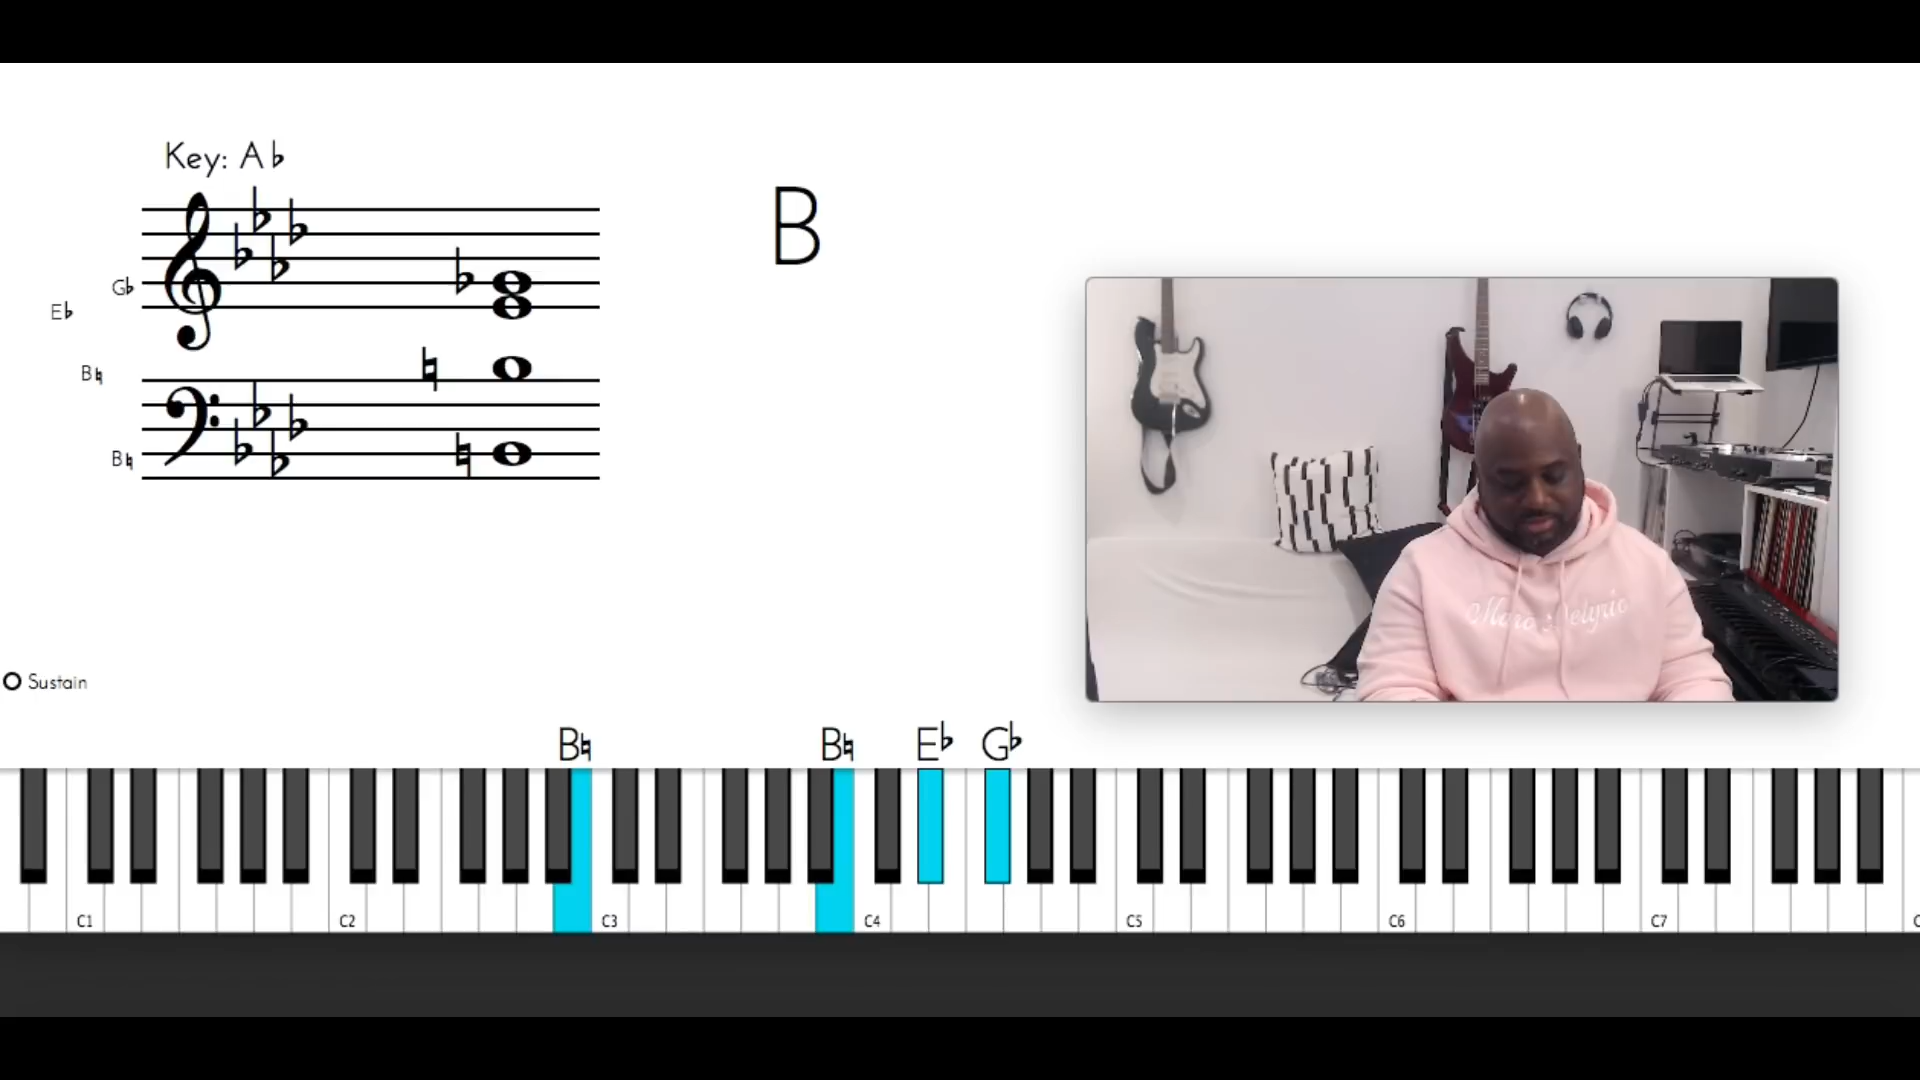 Key: A♭
B
G♭
E♭
B♮
B♮
Sustain
B♮ B♮ E♭ G♭
C1 C2 C3 C4 C5 C6 C7